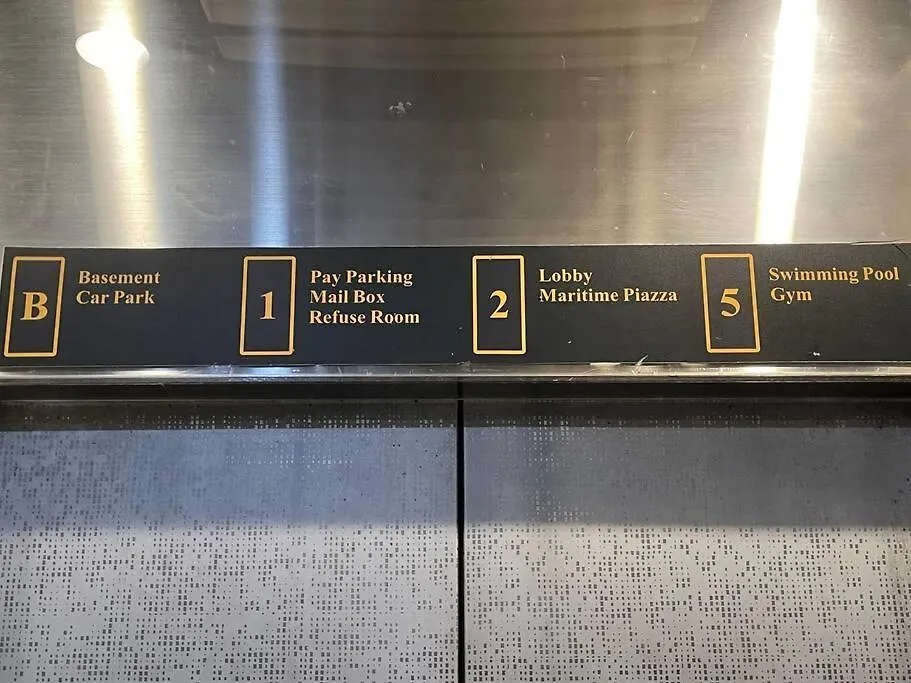 B
Basement
Car Park
1
Pay Parking
Mail Box
Refuse Room
2
Lobby
Maritime Piazza
5
Swimming Pool
Gym